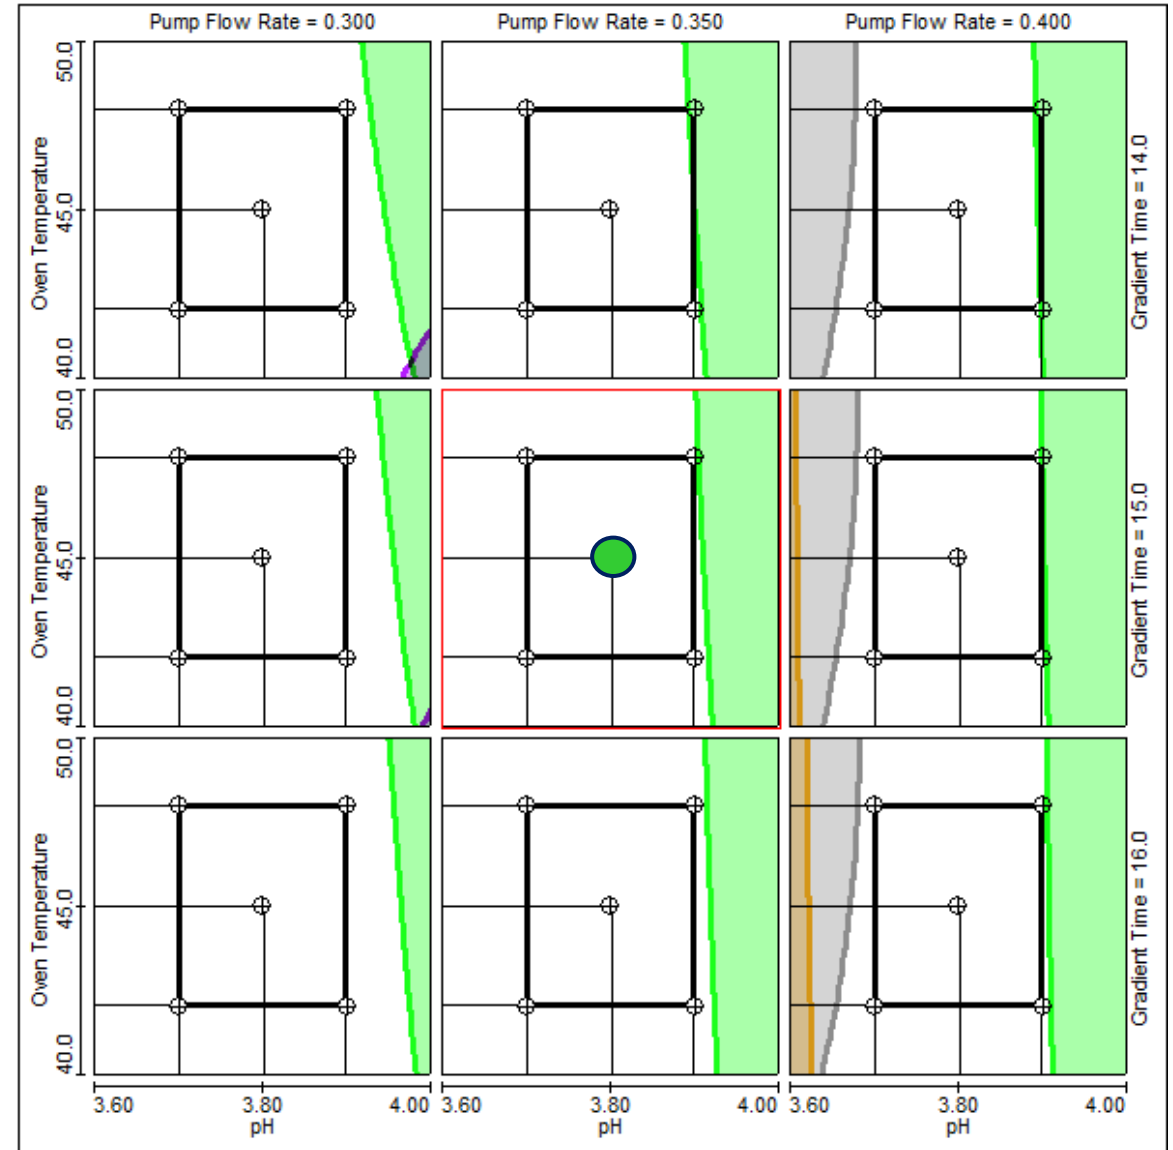 Pump Flow Rate = 0.300
Pump Flow Rate = 0.350
Pump Flow Rate = 0.400
50.0
45.0
40.0
Oven Temperature
Gradient Time = 14.0
50.0
45.0
40.0
Oven Temperature
Gradient Time = 15.0
50.0
45.0
40.0
Oven Temperature
Gradient Time = 16.0
3.60 3.80 4.00
pH
3.60 3.80 4.00
pH
3.60 3.80 4.00
pH